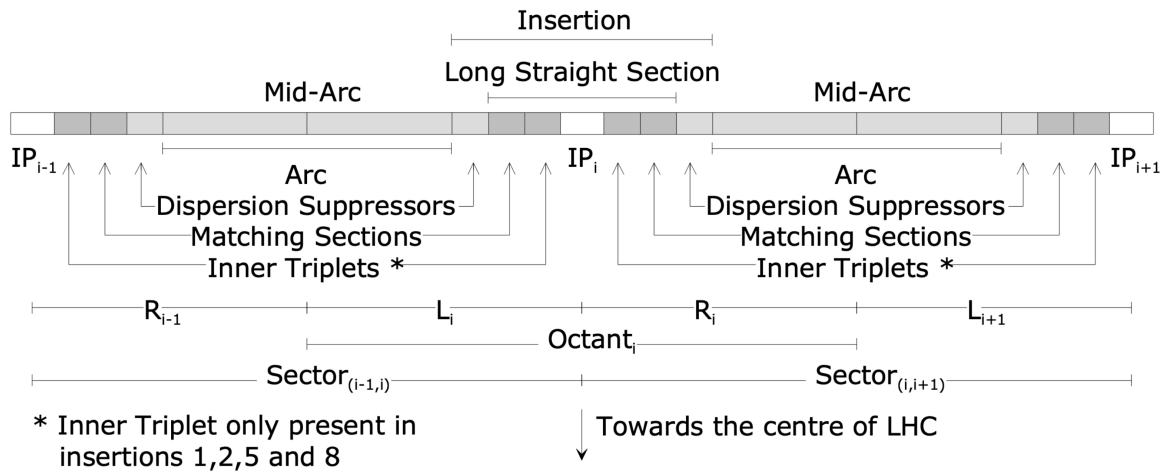 Insertion
Long Straight Section
Mid-Arc Mid-Arc
IPi-1 IPi IPi+1
Arc Arc
Dispersion Suppressors Dispersion Suppressors
Matching Sections Matching Sections
Inner Triplets * Inner Triplets *
Ri-1 Li Ri Li+1
Octanti
Sector(i-1,i) Sector(i,i+1)
* Inner Triplet only present in
insertions 1,2,5 and 8
Towards the centre of LHC